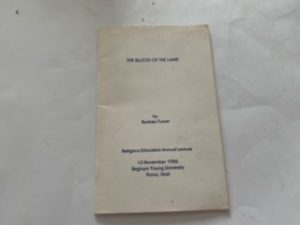 THE BLOOD OF THE LAMB
by
Rodney Turner
Religious Education Annual Lecture
12 November 1986
Brigham Young University
Provo, Utah